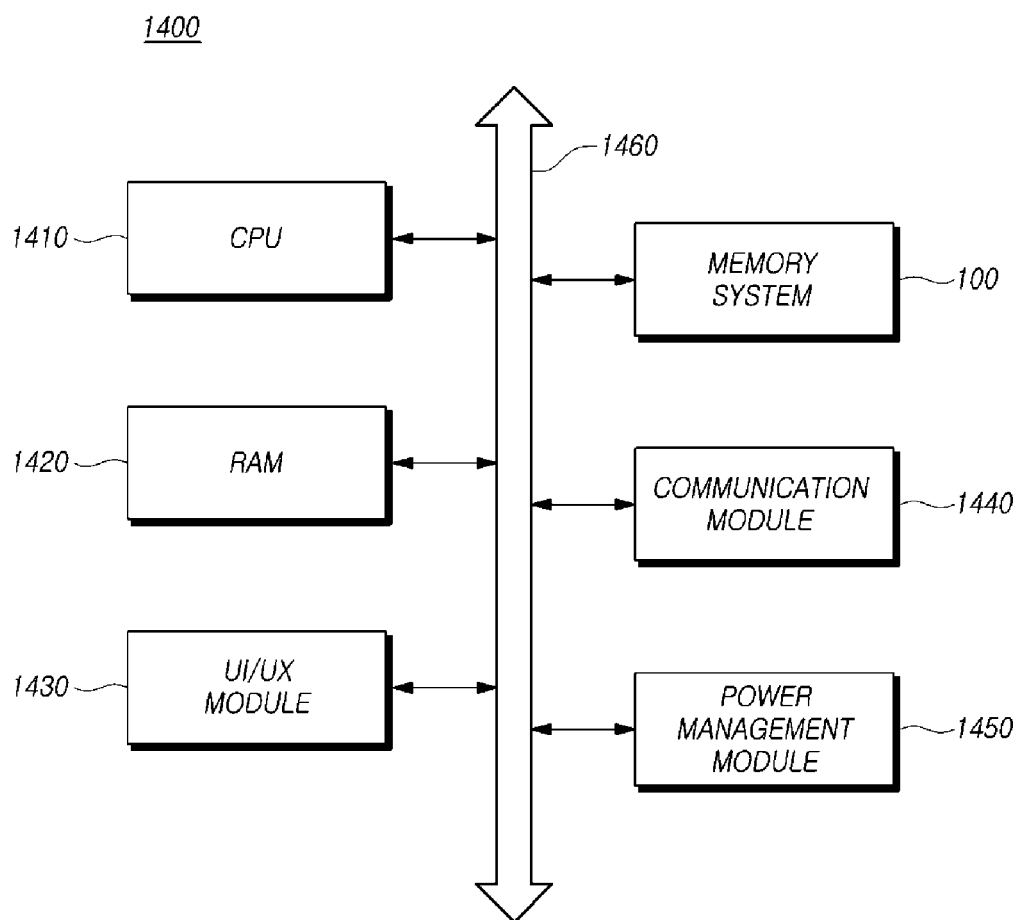 1400
1460
1410
CPU
MEMORY
SYSTEM
100
1420
RAM
COMMUNICATION
MODULE
1440
1430
UI/UX
MODULE
POWER
MANAGEMENT
MODULE
1450